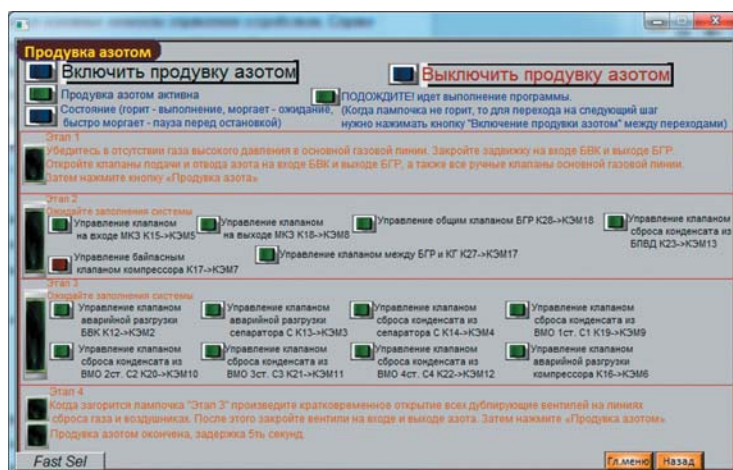 Продувка азотом
Включить продувку азотом
Выключить продувку азотом
Продувка азотом активна
Состояние (горит - выполнение, моргает - ожидание,
быстро моргает - пауза перед остановкой)
ПОДОЖДИТЕ! идет выполнение программы.
(Когда лампочка не горит, то для перехода на следующий шаг
нужно нажимать кнопку "Включение продувки азотом" между переходами)
Этап 1
Убедитесь в отсутствии газа высокого давления в основной газовой линии. Закройте задвижку на входе БВК и выходе БГР.
Откройте клапаны подачи и отвода азота на входе БВК и выходе БГР, а также все ручные клапаны основной газовой линии.
Затем нажмите кнопку «Продувка азота»
Этап 2
Ожидайте заполнения системы
Управление клапаном
на входе МКЗ К15->КЭМ5
Управление клапаном
на выходе МКЗ К18->КЭМ8
Управление общим клапаном БГР К28->КЭМ18
Управление клапаном
сброса конденсата из
БПВД К23->КЭМ13
Управление байпасным
клапаном компрессора К17->КЭМ7
Управление клапаном между БГР и КГ К27->КЭМ17
Этап 3
Ожидайте заполнения системы
Управление клапаном
аварийной разгрузки
БВК К12->КЭМ2
Управление клапаном
аварийной разгрузки
сепаратора С К13->КЭМ3
Управление клапаном
сброса конденсата из
сепаратора С К14->КЭМ4
Управление клапаном
сброса конденсата из
ВМО 1ст. С1 К19->КЭМ9
Управление клапаном
сброса конденсата из
ВМО 2ст. С2 К20->КЭМ10
Управление клапаном
сброса конденсата из
ВМО 3ст. С3 К21->КЭМ11
Управление клапаном
сброса конденсата из
ВМО 4ст. С4 К22->КЭМ12
Управление клапаном
аварийной разгрузки
компрессора К16->КЭМ6
Этап 4
Когда загорится лампочка "Этап 3" произведите кратковременное открытие всех дублирующие вентилей на линиях
сброса газа и воздушниках. После этого закройте вентили на входе и выходе азота. Затем нажмите «Продувка азотом»
Продувка азотом окончена, задержка 5ть секунд
Fast Sel
Гл.меню
Назад